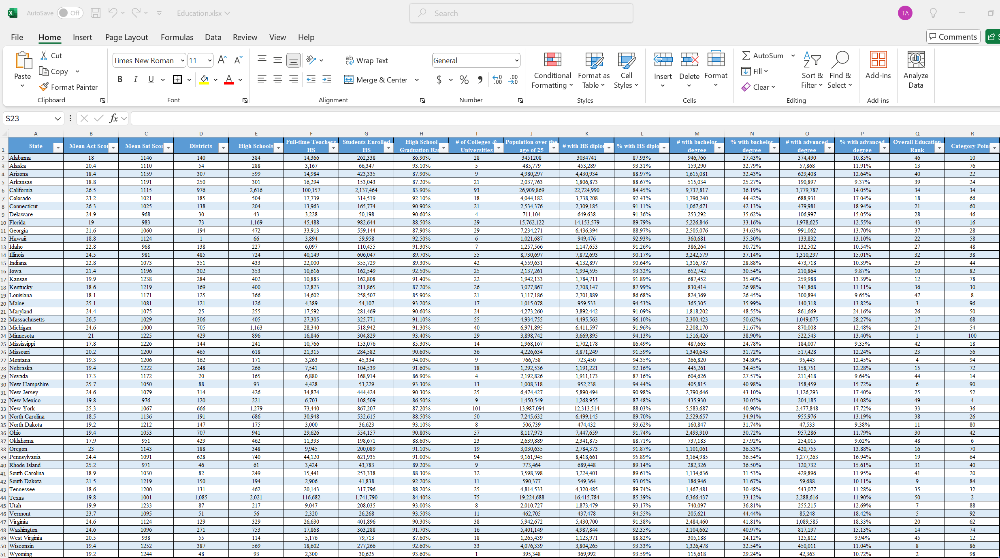 AutoSave Off Education.xlsx Search TA
File Home Insert Page Layout Formulas Data Review View Help Comments
Paste Cut Copy Format Painter Clipboard
Times New Roman 11 B I U A Font
Wrap Text Merge & Center Alignment
General $ % Number
Conditional Formatting Format as Table Cell Styles Styles
Insert Delete Format Cells
AutoSum Fill Clear Sort & Filter Find & Select Editing
Add-ins Add-ins
Analyze Data
S23 fx
A B C D E F G H I J K L M N O P Q R
1 State Mean Act Scor Mean Sat Scor Districts High Schools Full-time Teachers HS Students Enrolled HS High School Graduation Rat # of Colleges & Universities Population over the age of 25 # with HS diplo % with HS diplo # with bachelor degree % with bachelor degree # with advanced degree % with advanced degree Overall Education Rank Category Poin
2 Alabama 18 1146 140 384 14,366 262,338 86.90% 28 3451208 3034741 87.93% 946,766 27.43% 374,490 10.85% 46 10
3 Alaska 20.4 1110 54 288 3,167 66,347 93.10% 5 485,779 453,289 93.31% 159,290 32.79% 57,868 11.91% 13 76
4 Arizona 18.4 1159 307 599 14,984 423,335 87.90% 9 4,980,297 4,430,934 88.97% 1,615,081 32.43% 629,408 12.64% 40 22
5 Arkansas 18.8 1191 250 301 16,294 153,043 87.20% 21 2,037,763 1,806,873 88.67% 515,034 25.27% 190,897 9.37% 39 24
6 California 26.5 1115 976 2,616 100,157 2,137,464 83.90% 93 26,909,869 22,724,990 84.45% 9,737,817 36.19% 3,779,787 14.05% 34 34
7 Colorado 23.2 1021 185 504 17,739 314,519 92.10% 18 4,044,182 3,738,208 92.43% 1,796,240 44.42% 688,931 17.04% 18 66
8 Connecticut 26.3 1025 138 204 13,963 165,774 90.90% 21 2,534,376 2,309,185 91.11% 1,067,671 42.13% 479,981 18.94% 21 60
9 Delaware 24.9 968 30 43 3,228 50,198 90.60% 4 711,104 649,638 91.36% 253,292 35.62% 106,997 15.05% 28 46
10 Florida 19 983 73 1,169 45,488 982,644 88.50% 29 15,762,122 14,153,579 89.79% 5,226,846 33.16% 1,978,625 12.55% 43 16
11 Georgia 21.6 1060 194 472 33,913 559,144 87.90% 29 7,234,271 6,436,394 88.97% 2,505,076 34.63% 991,062 13.70% 37 28
12 Hawaii 18.8 1124 1 66 3,894 59,958 92.50% 6 1,021,687 949,476 92.93% 360,681 35.30% 133,832 13.10% 22 58
13 Idaho 22.8 968 138 227 6,097 110,455 91.30% 7 1,257,566 1,147,653 91.26% 386,264 30.72% 132,502 10.54% 27 48
14 Illinois 24.5 981 485 724 40,149 606,047 89.70% 55 8,730,697 7,872,693 90.17% 3,242,579 37.14% 1,310,297 15.01% 32 38
15 Indiana 22.8 1073 351 433 22,000 355,729 89.30% 42 4,559,631 4,132,897 90.64% 1,316,787 28.88% 473,718 10.39% 29 44
16 Iowa 21.4 1196 302 353 10,616 162,549 92.50% 25 2,137,261 1,994,595 93.32% 652,742 30.54% 210,864 9.87% 10 82
17 Kansas 19.9 1238 284 402 10,883 162,808 91.40% 22 1,942,133 1,784,711 91.89% 687,452 35.40% 259,988 13.39% 12 78
18 Kentucky 18.6 1219 169 400 12,823 211,865 87.20% 26 3,077,867 2,708,147 87.99% 830,414 26.98% 341,868 11.11% 36 30
19 Louisiana 18.1 1171 125 366 14,602 258,507 85.90% 21 3,117,186 2,701,889 86.68% 824,369 26.45% 300,894 9.65% 47 8
20 Maine 25.1 1081 121 126 4,389 54,107 93.20% 17 1,015,078 959,533 94.53% 365,305 35.99% 140,318 13.82% 3 96
21 Maryland 24.4 1075 25 255 17,592 281,469 90.60% 24 4,273,260 3,892,442 91.09% 1,818,202 48.55% 861,669 24.16% 26 50
22 Massachusetts 26.5 1029 306 405 27,305 325,771 91.10% 55 4,934,755 4,495,563 96.10% 2,300,423 50.62% 1,049,675 28.27% 17 68
23 Michigan 24.6 1000 705 1,163 28,340 518,942 91.30% 40 6,971,895 6,411,597 91.96% 2,208,170 31.67% 870,008 12.48% 24 54
24 Minnesota 21 1225 429 896 16,846 304,829 93.40% 29 3,898,742 3,669,895 94.13% 1,516,426 38.90% 522,543 13.40% 1 100
25 Mississippi 17.8 1226 144 241 10,766 153,076 85.30% 14 1,968,167 1,702,178 86.49% 487,663 24.78% 184,007 9.35% 42 18
26 Missouri 20.2 1200 465 618 21,315 284,582 90.60% 36 4,226,634 3,871,249 91.59% 1,340,643 31.72% 517,428 12.24% 23 56
27 Montana 19.3 1206 162 171 3,263 45,334 94.00% 9 766,758 723,450 94.35% 266,820 34.80% 95,443 12.45% 4 94
28 Nebraska 19.4 1222 248 266 7,541 104,539 91.60% 18 1,292,536 1,191,221 92.16% 445,261 34.45% 158,751 12.28% 15 72
29 Nevada 17.3 1172 20 165 6,880 168,914 86.90% 4 2,192,826 1,911,173 87.16% 604,626 27.57% 211,418 9.64% 44 14
30 New Hampshire 25.7 1050 88 93 4,428 53,229 93.30% 13 1,008,318 952,238 94.44% 405,815 40.98% 158,459 15.72% 6 90
31 New Jersey 24.6 1079 314 426 34,874 444,424 90.30% 25 6,474,427 5,890,494 90.98% 2,790,646 43.10% 1,126,293 17.40% 25 52
32 New Mexico 19.8 976 120 221 6,703 108,509 86.50% 9 1,450,549 1,268,955 87.48% 435,930 30.05% 204,185 14.08% 49 4
33 New York 25.3 1067 666 1,279 73,440 867,207 87.20% 101 13,987,094 12,313,514 88.03% 5,583,687 40.90% 2,477,848 17.72% 33 36
34 North Carolina 18.5 1136 191 686 30,948 532,615 88.50% 50 7,245,632 6,499,145 89.70% 2,529,657 34.91% 955,976 13.19% 38 26
35 North Dakota 19.2 1212 147 175 3,000 36,623 93.10% 8 506,739 474,432 93.62% 160,847 31.74% 47,533 9.38% 11 80
36 Ohio 19.4 1053 707 941 29,626 554,157 90.80% 57 8,117,973 7,447,659 91.74% 2,493,910 30.72% 957,286 11.79% 30 42
37 Oklahoma 17.9 951 429 462 11,393 198,671 88.60% 23 2,639,889 2,341,875 88.71% 737,183 27.92% 254,015 9.62% 48 6
38 Oregon 23 1143 188 348 9,945 200,089 91.10% 19 3,030,635 2,784,373 91.87% 1,101,061 36.33% 420,755 13.88% 16 70
39 Pennsylvania 24.4 1091 628 740 44,120 621,935 91.00% 94 9,161,945 8,418,661 95.89% 3,164,985 36.54% 1,277,263 16.94% 19 64
40 Rhode Island 25.2 971 46 61 3,424 43,783 89.20% 9 773,464 689,448 89.14% 282,326 36.50% 120,732 15.61% 31 40
41 South Carolina 18.9 1030 82 249 15,441 253,338 88.30% 32 3,598,398 3,224,401 89.61% 1,134,636 31.53% 429,896 11.95% 41 20
42 South Dakota 21.5 1219 150 194 2,906 41,838 92.20% 11 590,377 549,364 93.05% 186,946 31.67% 59,688 10.11% 9 84
43 Tennessee 18.6 1200 131 462 20,143 317,796 88.20% 25 4,814,533 4,320,485 89.74% 1,467,481 30.48% 543,077 11.28% 35 32
44 Texas 19.8 1001 1,085 2,021 116,682 1,741,790 84.40% 75 19,224,688 16,415,784 85.39% 6,366,437 33.12% 2,288,616 11.90% 50 2
45 Utah 19.9 1233 87 217 9,047 208,035 93.00% 8 2,010,727 1,873,479 93.17% 740,097 36.81% 255,215 12.69% 7 88
46 Vermont 23.7 1095 51 56 2,320 26,268 93.50% 11 462,705 437,478 94.55% 205,621 44.44% 85,248 18.42% 5 92
47 Virginia 24.6 1124 129 329 26,630 401,896 90.30% 38 5,942,672 5,430,700 91.38% 2,484,460 41.81% 1,089,585 18.33% 20 62
48 Washington 24.6 1096 271 753 17,868 363,288 91.70% 16 5,401,149 4,987,844 92.35% 2,104,662 40.97% 817,197 15.13% 14 74
49 West Virginia 20.5 938 55 114 5,176 79,713 87.60% 18 1,265,439 1,123,971 88.82% 305,188 24.12% 125,812 9.94% 45 12
50 Wisconsin 19.4 1252 387 569 18,602 277,266 92.60% 33 4,076,339 3,804,265 93.33% 1,326,478 32.54% 450,011 11.04% 8 86
51 Wyoming 19.2 1244 48 93 2,300 30,625 93.60% 1 395,348 369,992 93.59% 115,618 29.24% 42,363 10.72% 2 98